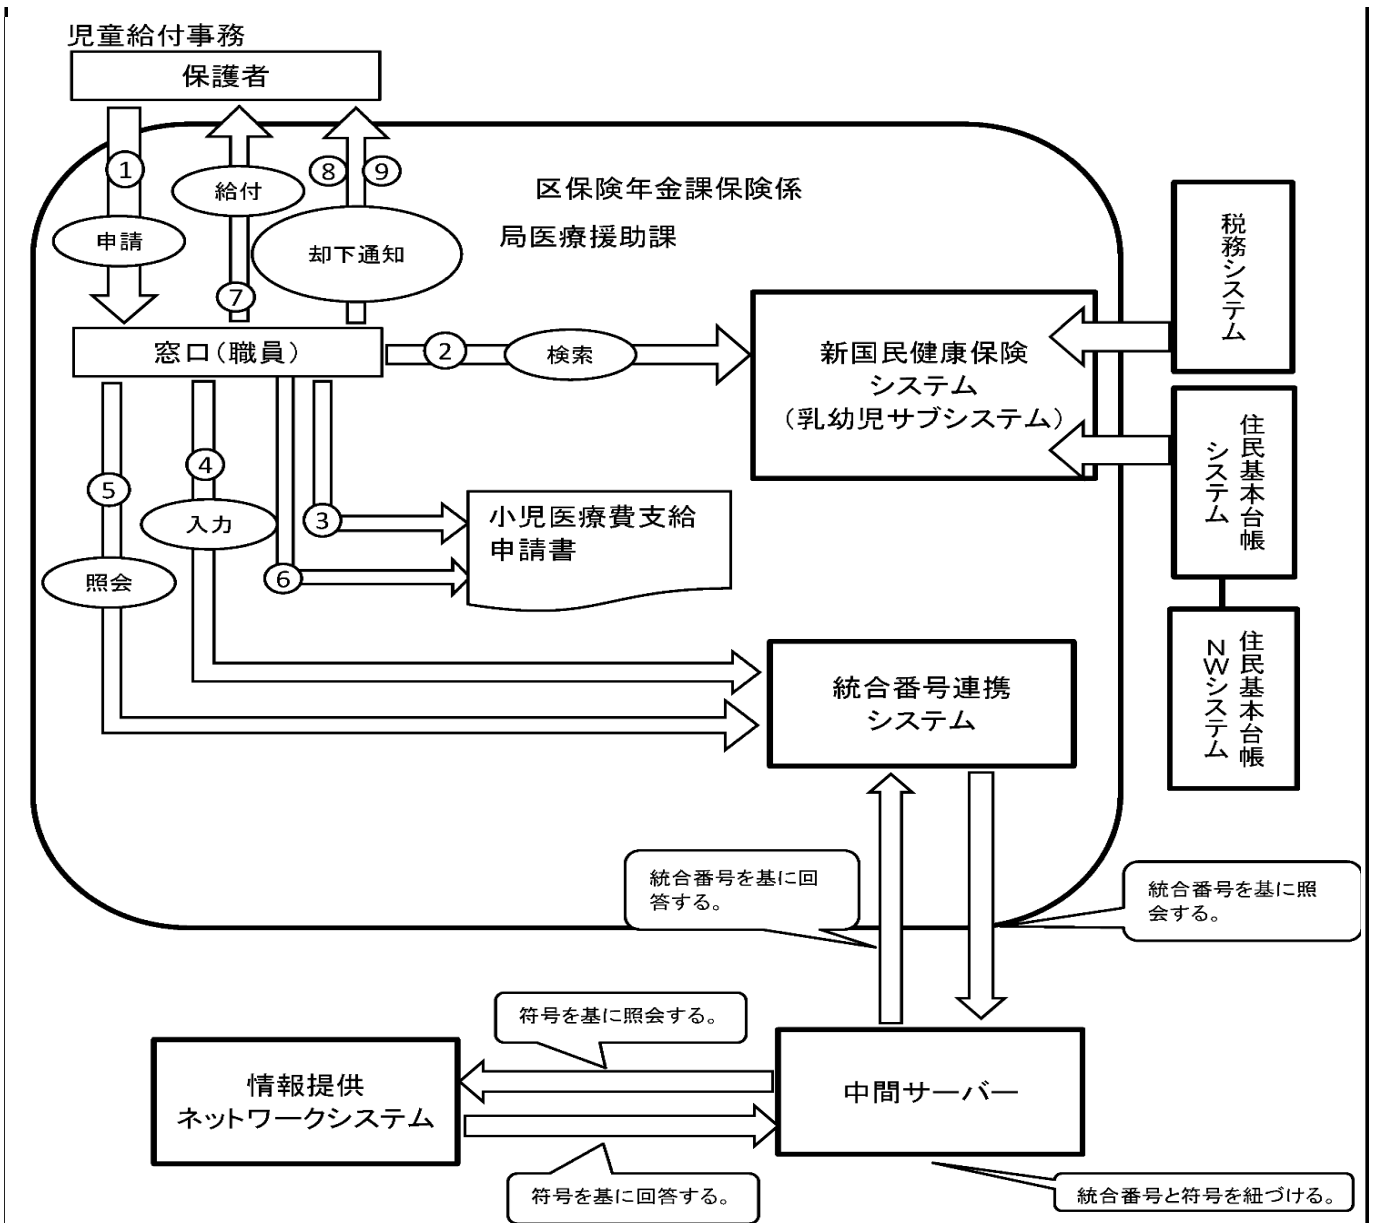 児童給付事務
保護者
①
給付
⑧
⑨
申請
却下通知
⑦
区保険年金課保険係
局医療援助課
窓口(職員)
②
検索
新国民健康保険
システム
(乳幼児サブシステム)
税務システム
住民基本台帳
システム
住民基本台帳
NWシステム
⑤
④
③
⑥
入力
照会
小児医療費支給
申請書
統合番号連携
システム
統合番号を基に回
答する。
統合番号を基に照
会する。
符号を基に照会する。
情報提供
ネットワークシステム
中間サーバー
符号を基に回答する。
統合番号と符号を紐づける。